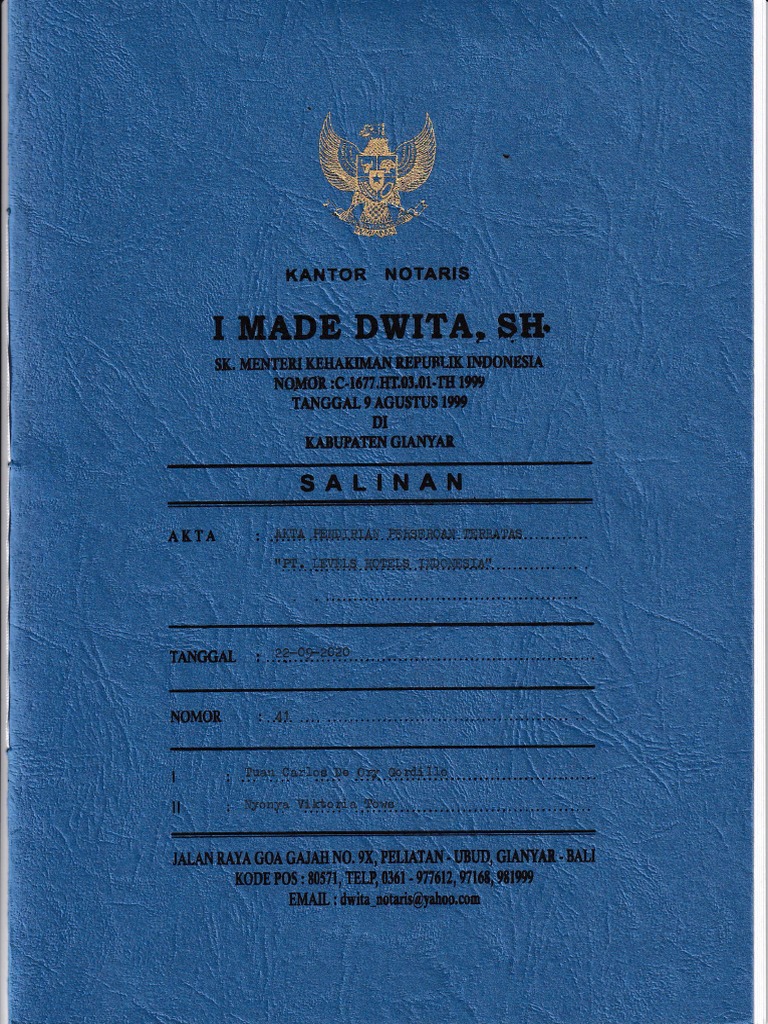 KANTOR NOTARIS
I MADE DWITA, SH.
SK. MENTERI KEHAKIMAN REPUBLIK INDONESIA
NOMOR :C-1677.HT.03.01-TH 1999
TANGGAL 9 AGUSTUS 1999
DI
KABUPATEN GIANYAR
SALINAN
AKTA : AKTA PENDIRIAN PERSEROAN TERBATAS
"PT. LEVELS HOTELS INDONESIA"
TANGGAL : 22-09-2020
NOMOR : 41
I : Tuan Carlos De Ory Gordillo
II : Nyonya Viktoria Tows
JALAN RAYA GOA GAJAH NO. 9X, PELIATAN - UBUD, GIANYAR - BALI
KODE POS : 80571, TELP, 0361 - 977612, 97168, 981999
EMAIL : dwita_notaris@yahoo.com